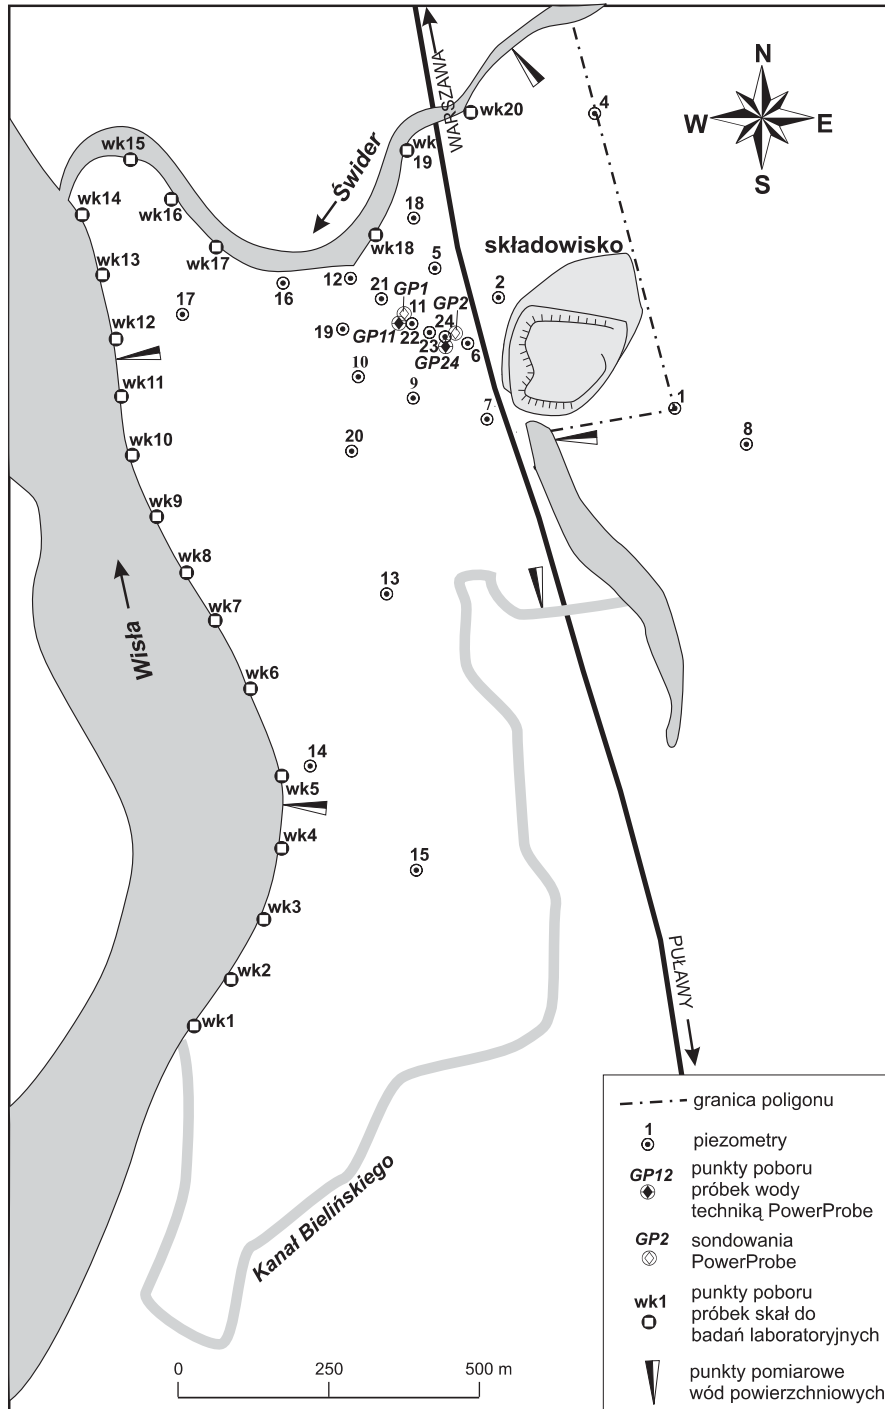 N
W E
S
WARSZAWA
4
wk20
wk
19
Świder
wk15
wk14
wk16
wk17
18
wk18
składowisko
5
wk13
12
16
21
GP1
2
17
11
GP2
wk12
19
GP11
22
24
23
6
GP24
10
wk11
9
7
1
8
wk10
20
wk9
wk8
13
wk7
Wisła
wk6
14
wk5
wk4
15
wk3
wk2
PUŁAWY
wk1
Kanał Bielińskiego
granica poligonu
1
piezometry
GP12
punkty poboru
próbek wody
techniką PowerProbe
GP2
sondowania
PowerProbe
wk1
punkty poboru
próbek skał do
badań laboratoryjnych
punkty pomiarowe
wód powierzchniowych
0 250 500 m